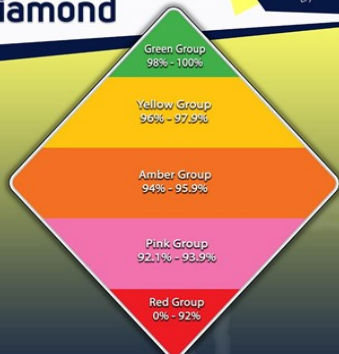 iamond
Green Group
98% - 100%
Yellow Group
96% - 97.9%
Amber Group
94% - 95.9%
Pink Group
92.1% - 93.9%
Red Group
0% - 92%